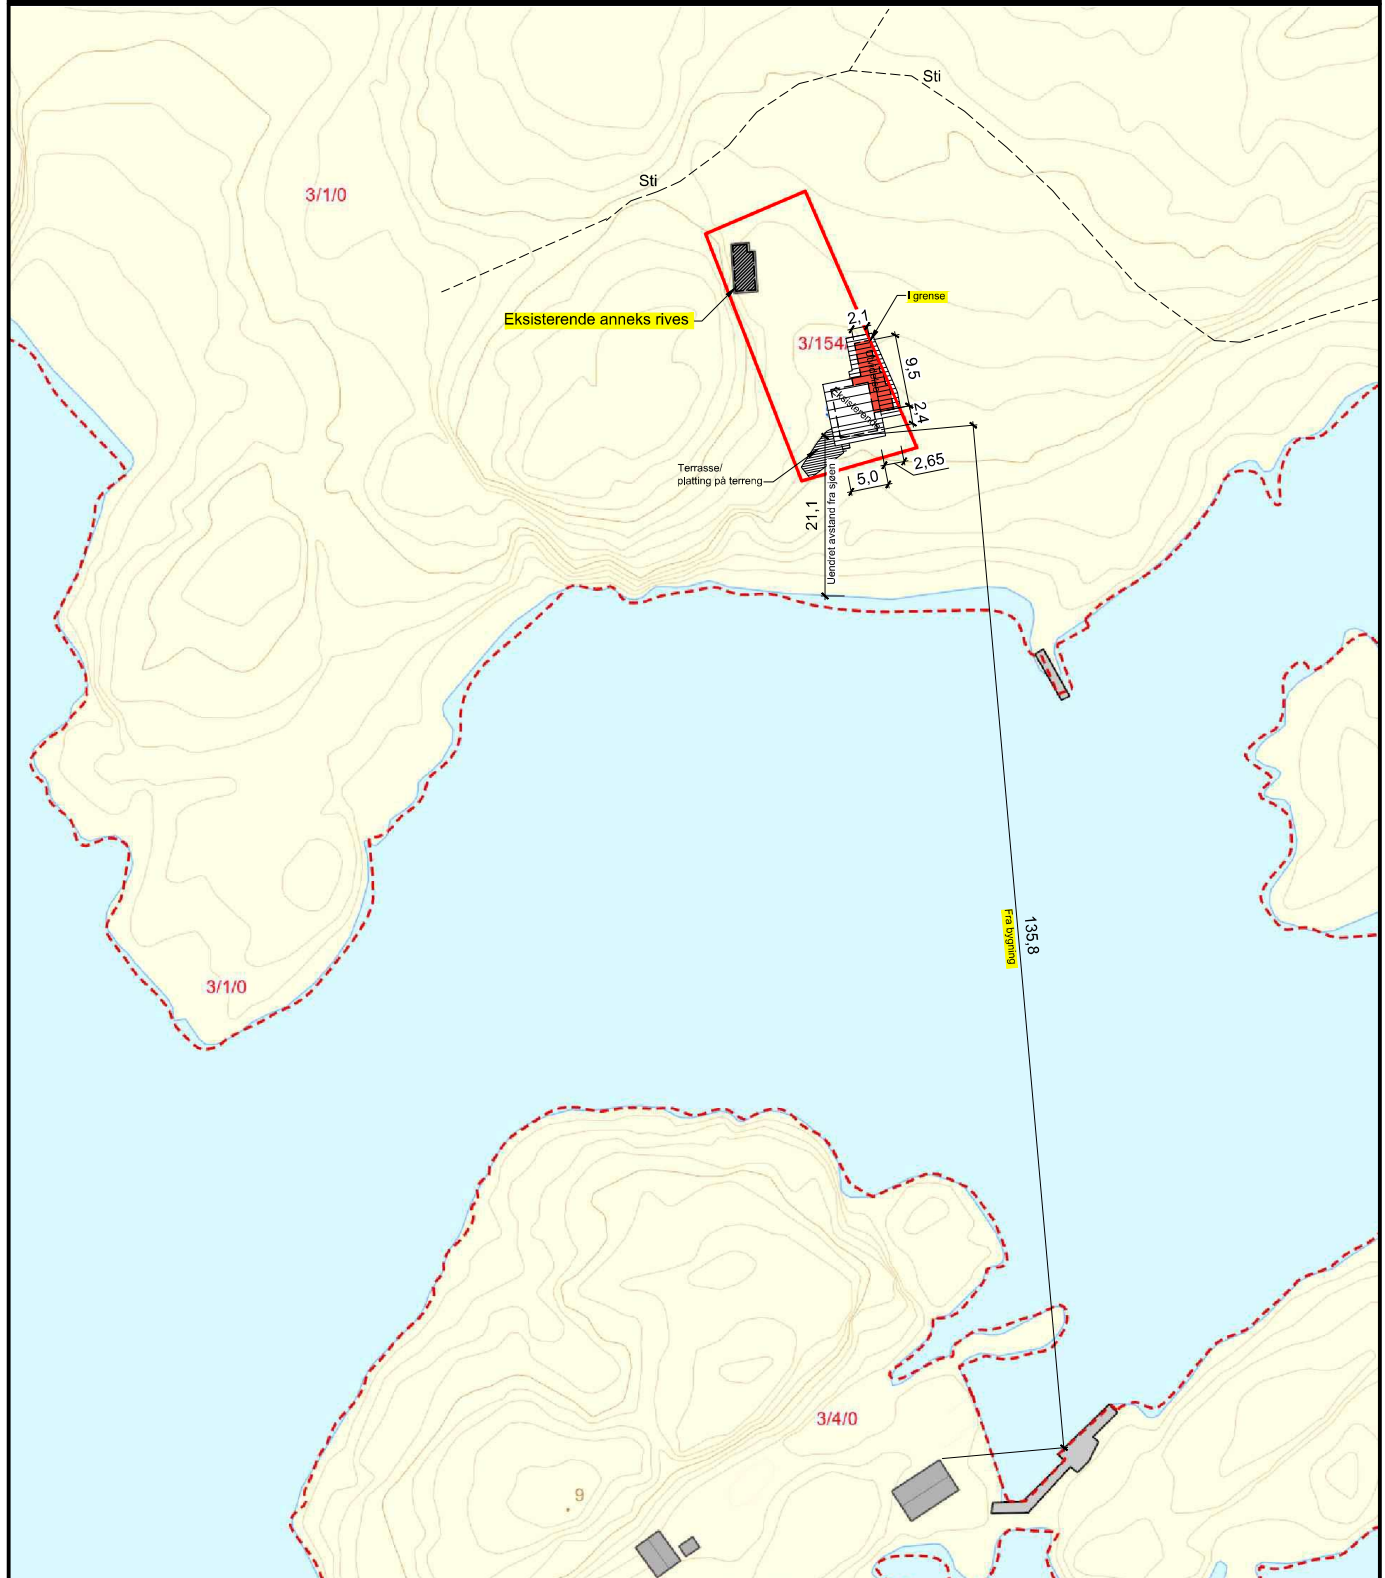 Sti
Sti
3/1/0
I grense
Eksisterende anneks rives
2,1
3/154
9,5
Eksisterende
2,4
Terrasse/
platting på terreng
2,65
5,0
21,1
Uendret avstand fra sjøen
135,8
Fra bygning
3/1/0
3/4/0
9